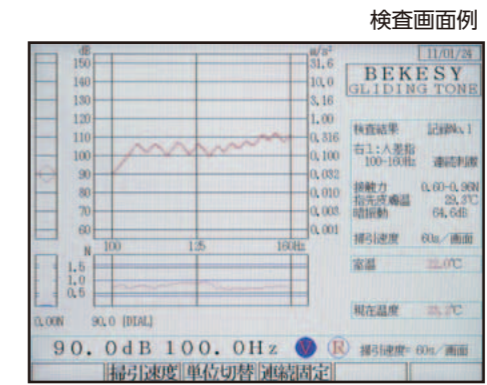 検査画面例
dB
m/s²
11/01/24
150
31.6
BEKESY
140
10.0
GLIDING TONE
130
3.16
120
1.00
検査結果 記録No.1
110
0.316
右1:人差指
100
0.100
100-160Hz 連続刺激
90
0.032
80
0.010
接触力 0.60-0.96N
指先皮膚温 29.3℃
70
0.003
暗振動 64.6dB
60
0.001
掃引速度 60s/画面
100 125 160Hz
N
1.5
室温 22.0℃
1.0
0.5
現在温度
0.00N 90.0 [DIAL]
90.0dB 100.0Hz V R 掃引速度= 60s/画面
掃引速度 単位切替 連続固定